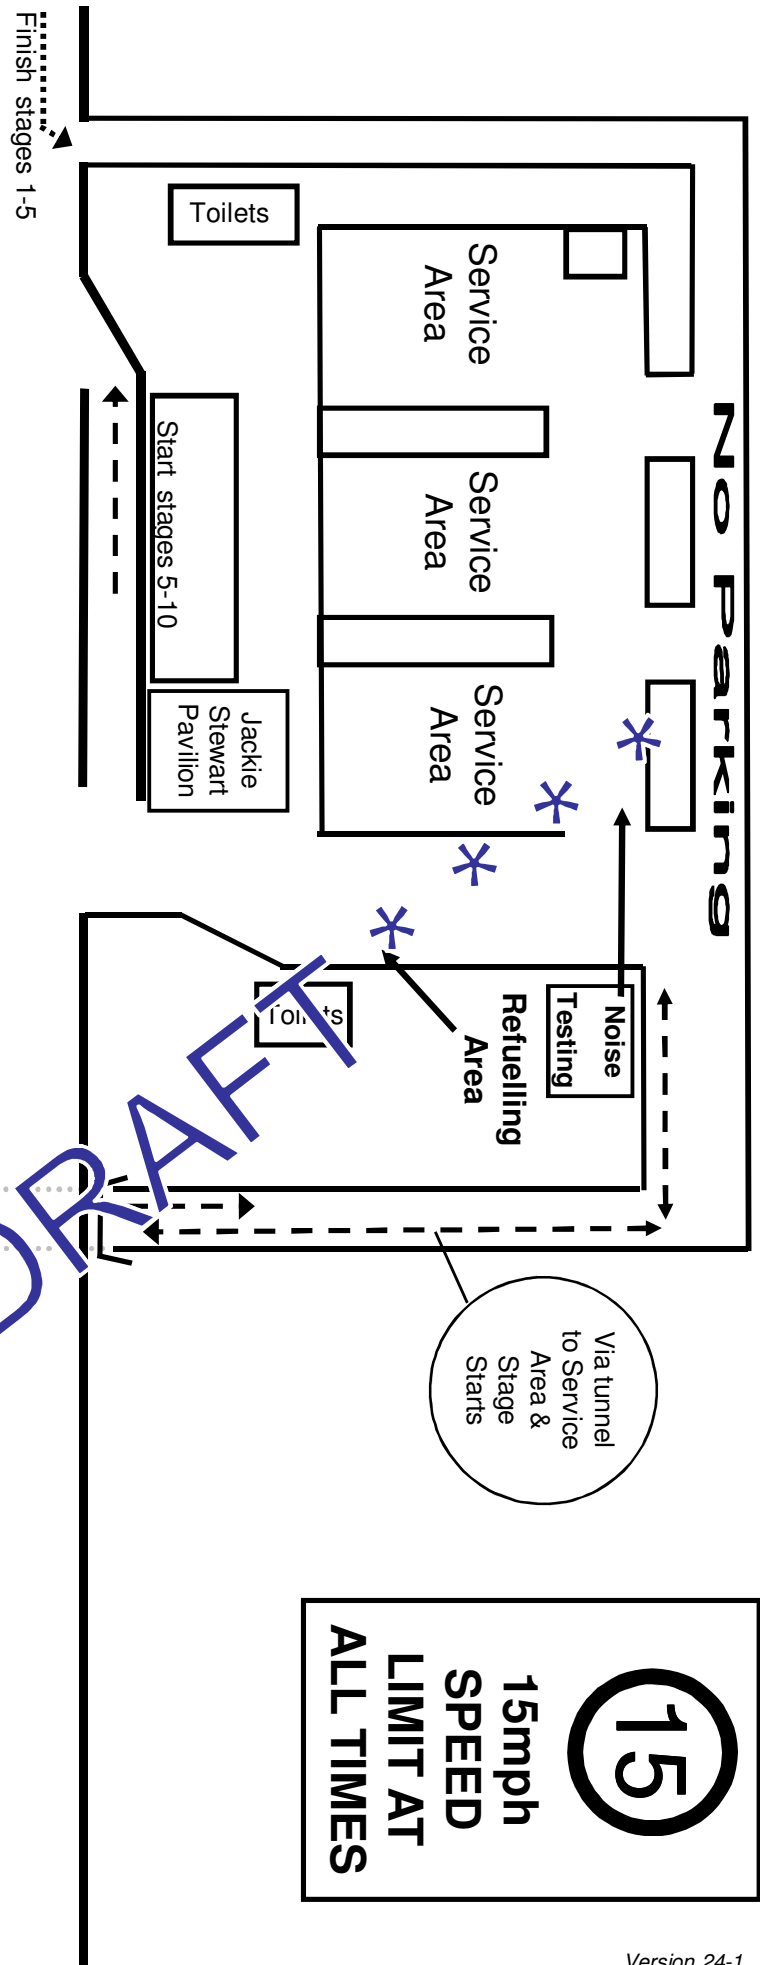 Finish stages 1-5
Toilets
Service
Area
No Parking
Service
Area
Start stages 5-10
Service
Area
Jackie
Stewart
Pavilion
*
*
*
*
Noise
Testing
Refuelling
Area
Toilets
DRAFT
Via tunnel
to Service
Area &
Stage
Starts
15
15mph
SPEED
LIMIT AT
ALL TIMES
Version 24-1